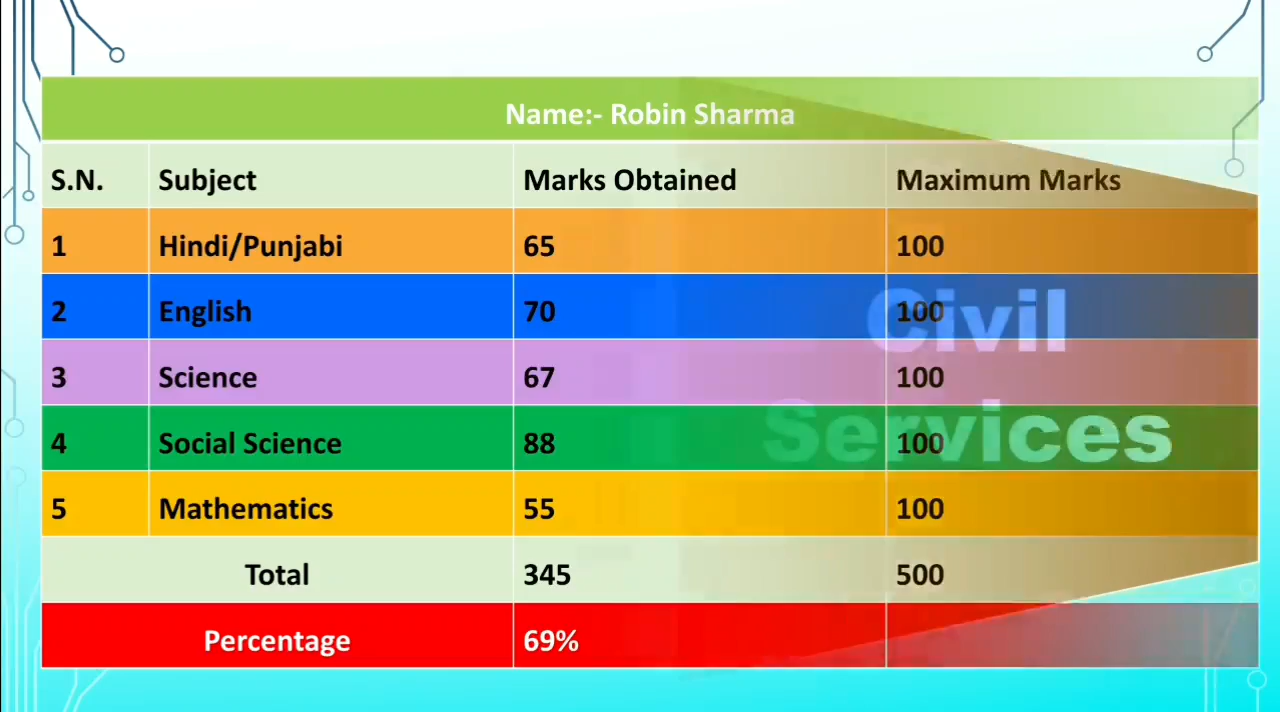 Name:- Robin Sharma
S.N. Subject Marks Obtained Maximum Marks
1 Hindi/Punjabi 65 100
2 English 70 100
3 Science 67 100
4 Social Science 88 100
5 Mathematics 55 100
Total 345 500
Percentage 69%
Civil
Services